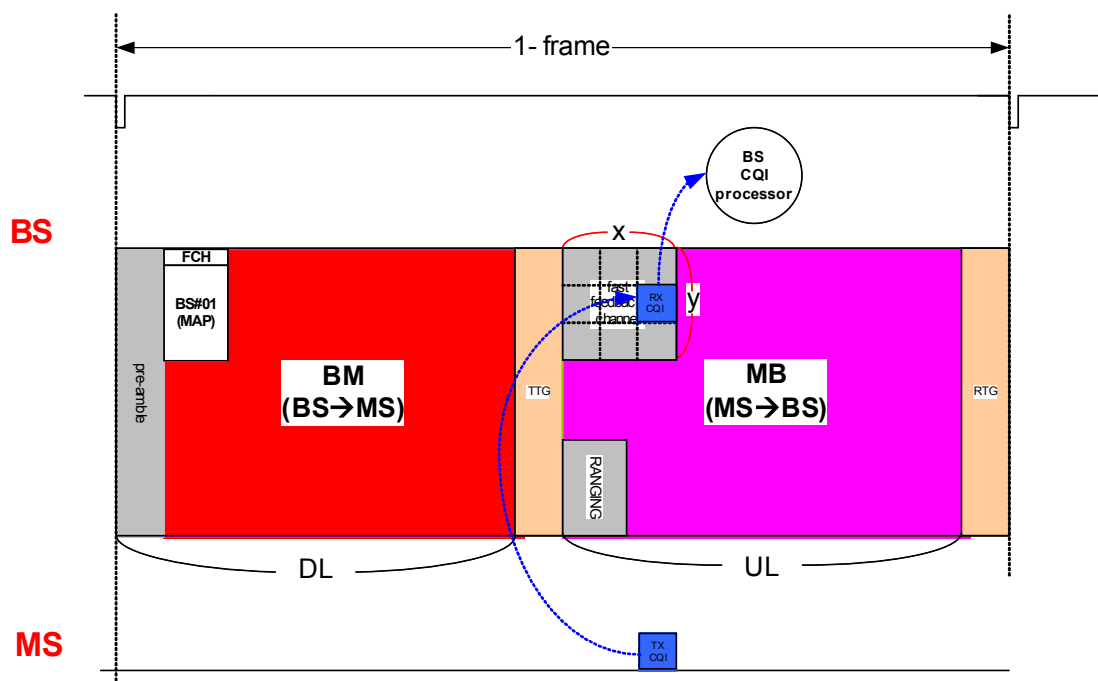 1- frame
BS
CQI
processor
BS
x
FCH
BS#01
(MAP)
fast
feedback
channel
RX
CQI
y
pre-amble
BM
(BS→MS)
TTG
MB
(MS→BS)
RTG
RANGING
DL
UL
MS
TX
CQI